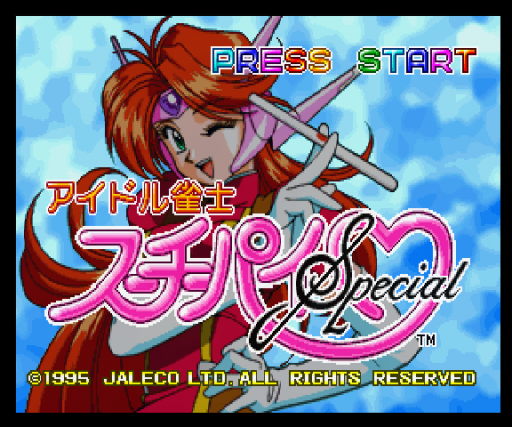 PRESS START
アイドル雀士
スチーパイ
Special
TM
©1995 JALECO LTD. ALL RIGHTS RESERVED